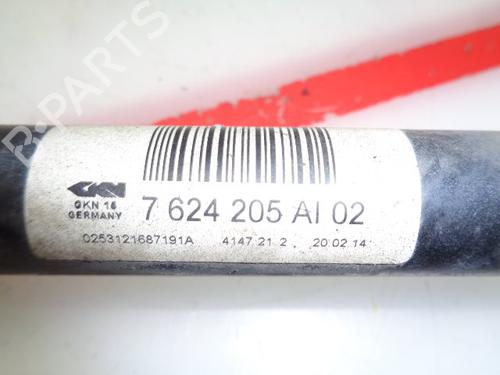 B-PARTS
GKN
GKN 16
GERMANY
7 624 205 AI 02
0253121687191A 4147 21 2 20.02.14